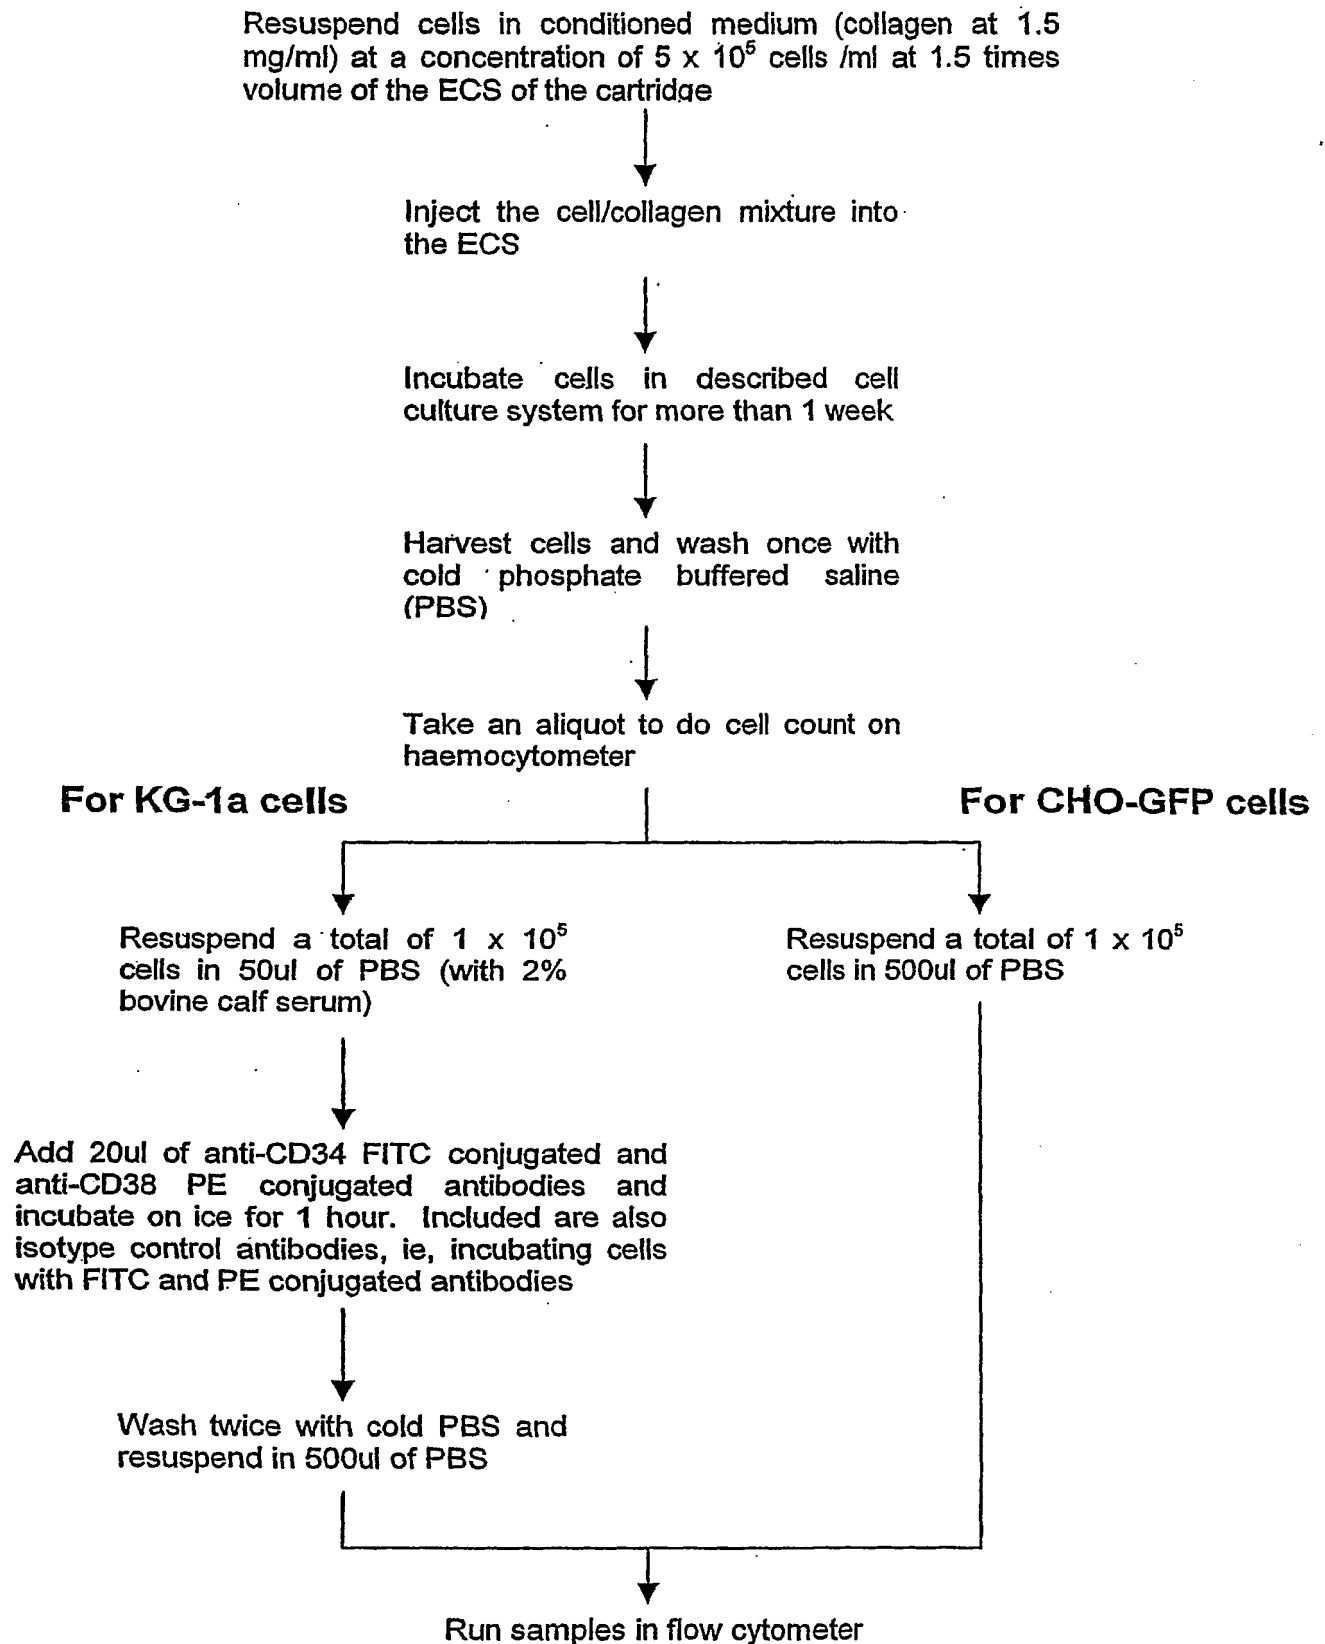 Resuspend cells in conditioned medium (collagen at 1.5
mg/ml) at a concentration of 5 x 10⁵ cells /ml at 1.5 times
volume of the ECS of the cartridge
Inject the cell/collagen mixture into
the ECS
Incubate cells in described cell
culture system for more than 1 week
Harvest cells and wash once with
cold phosphate buffered saline
(PBS)
Take an aliquot to do cell count on
haemocytometer
For KG-1a cells
For CHO-GFP cells
Resuspend a total of 1 x 10⁵
cells in 50ul of PBS (with 2%
bovine calf serum)
Resuspend a total of 1 x 10⁵
cells in 500ul of PBS
Add 20ul of anti-CD34 FITC conjugated and
anti-CD38 PE conjugated antibodies and
incubate on ice for 1 hour. Included are also
isotype control antibodies, ie, incubating cells
with FITC and PE conjugated antibodies
Wash twice with cold PBS and
resuspend in 500ul of PBS
Run samples in flow cytometer